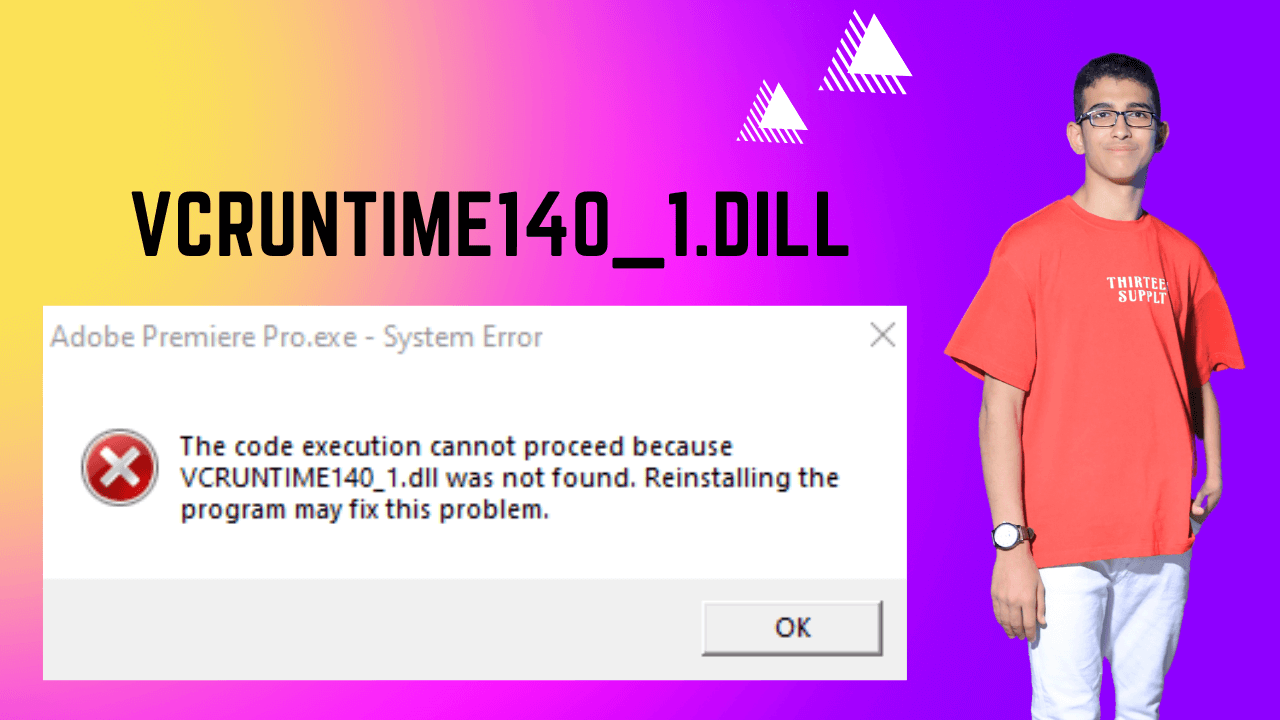 VCRUNTIME140_1.DILL
Adobe Premiere Pro.exe - System Error
The code execution cannot proceed because
VCRUNTIME140_1.dll was not found. Reinstalling the
program may fix this problem.
OK
THIRTEE
SUPPLT